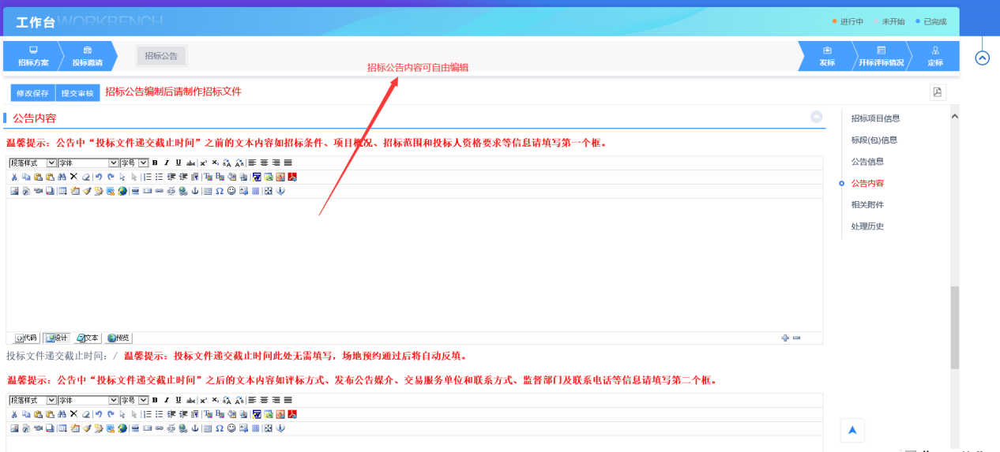 工作台WORKBENCH
进行中 未开始 已完成
招标方案 投标邀请 招标公告 发标 开标评标情况 定标
招标公告内容可自由编辑
修改保存 提交审核 招标公告编制后请制作招标文件
公告内容
招标项目信息
标段(包)信息
公告信息
公告内容
相关附件
处理历史
温馨提示：公告中“投标文件递交截止时间”之前的文本内容如招标条件、项目概况、招标范围和投标人资格要求等信息请填写第一个框。
段落样式 字体 字号 B I U abc x² x₂
代码 设计 文本 预览
投标文件递交截止时间：/ 温馨提示：投标文件递交截止时间此处无需填写，场地预约通过后将自动反填。
温馨提示：公告中“投标文件递交截止时间”之后的文本内容如评标方式、发布公告媒介、交易服务单位和联系方式、监督部门及联系电话等信息请填写第二个框。
段落样式 字体 字号 B I U abc x² x₂